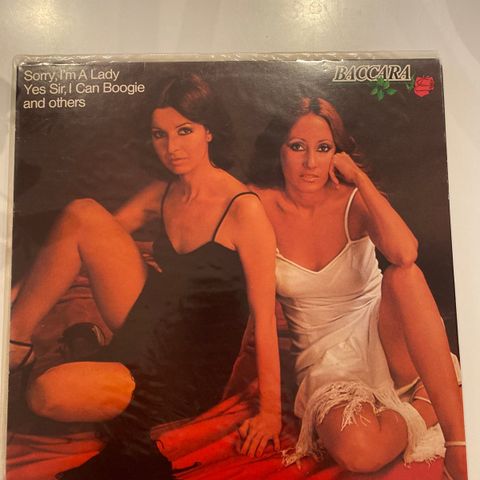 Sorry, I'm A Lady
Yes Sir, I Can Boogie
and others
BACCARA